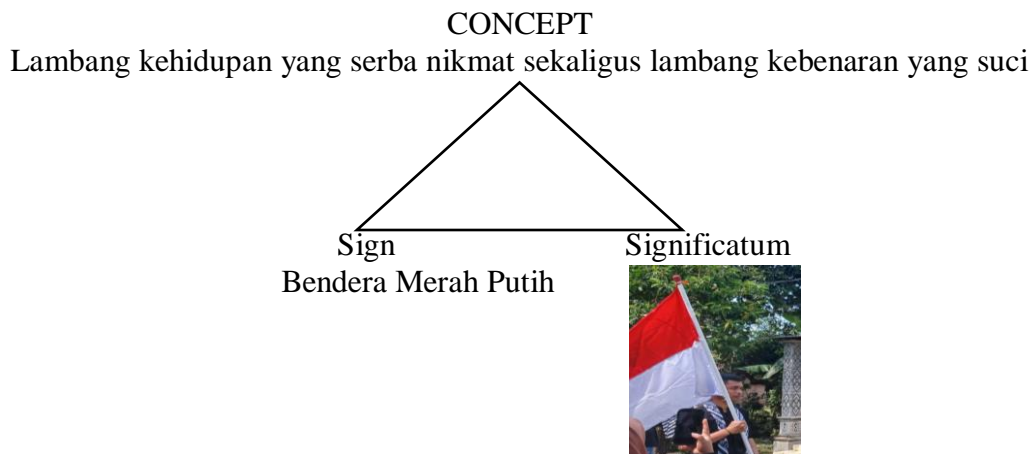 CONCEPT
Lambang kehidupan yang serba nikmat sekaligus lambang kebenaran yang suci
Sign
Significatum
Bendera Merah Putih